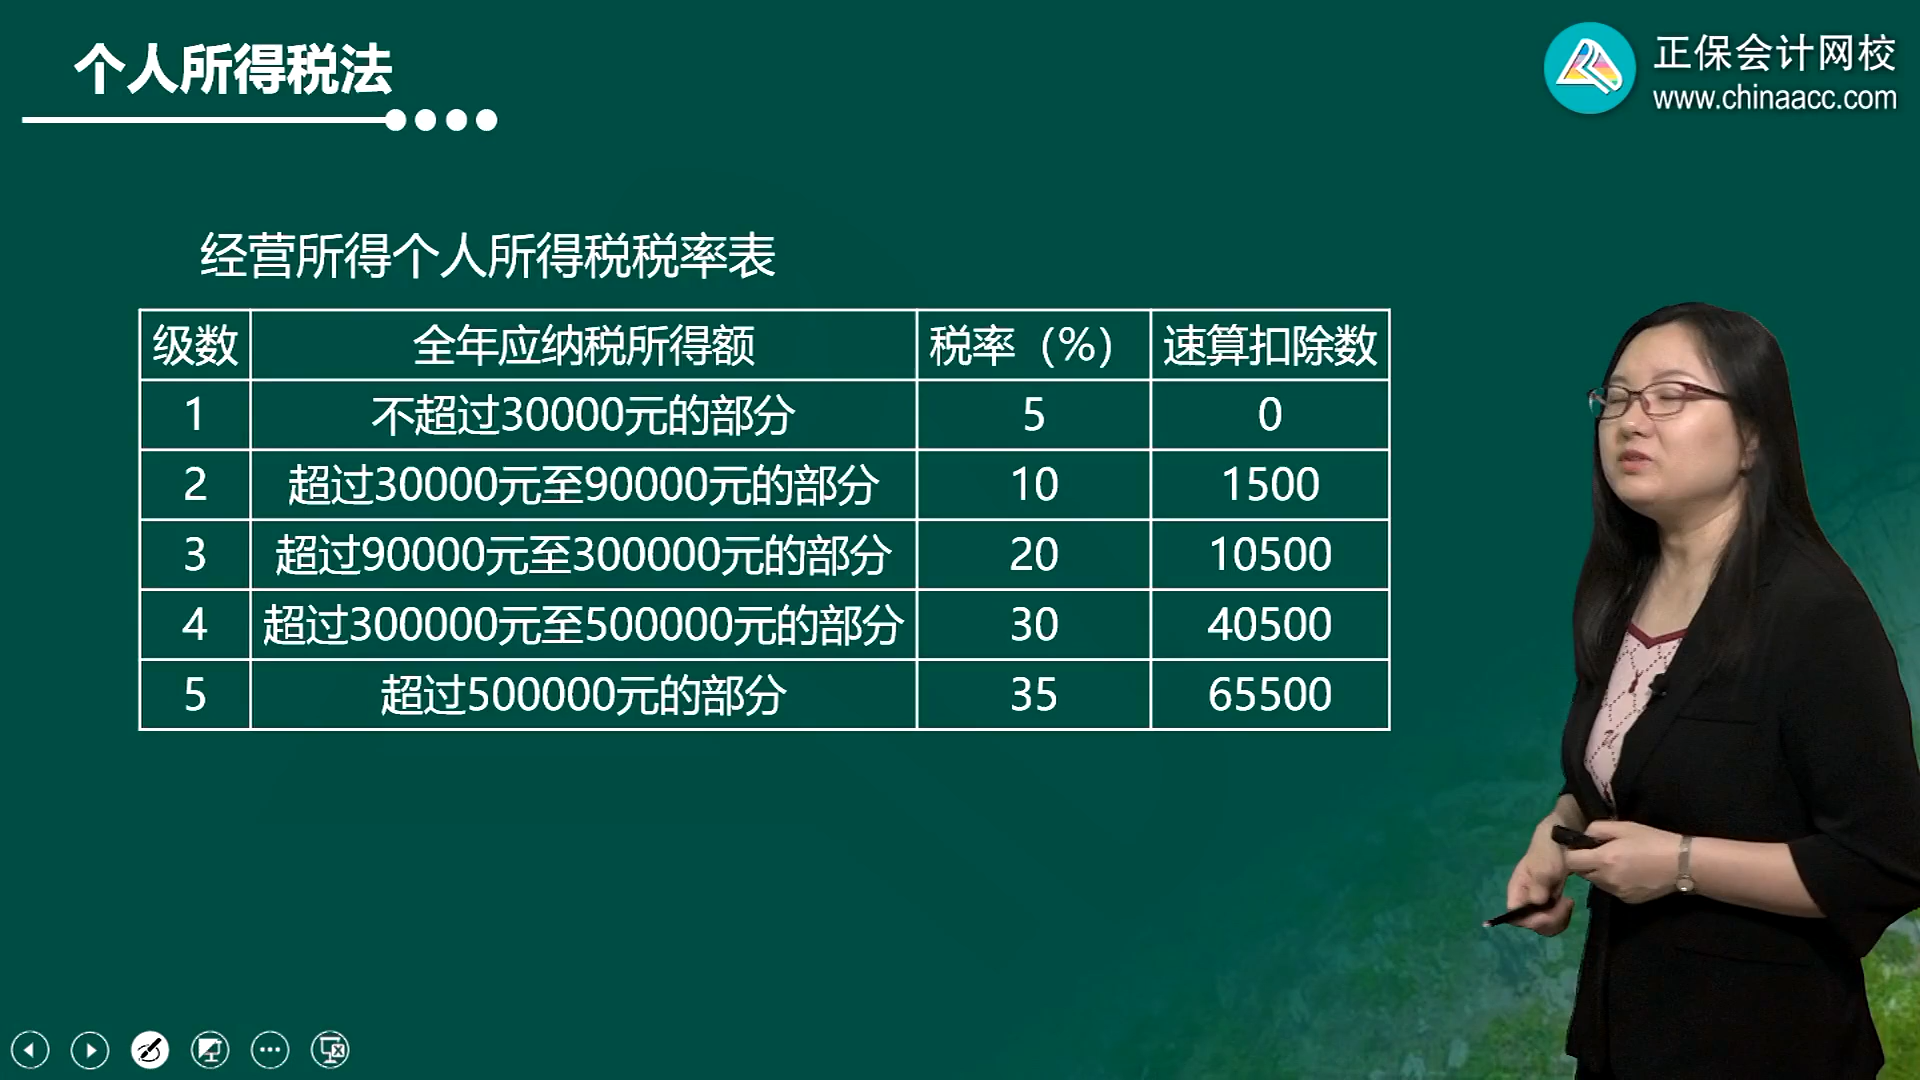 个人所得税法
正保会计网校
www.chinaacc.com
经营所得个人所得税税率表
级数 全年应纳税所得额 税率（%） 速算扣除数
1 不超过30000元的部分 5 0
2 超过30000元至90000元的部分 10 1500
3 超过90000元至300000元的部分 20 10500
4 超过300000元至500000元的部分 30 40500
5 超过500000元的部分 35 65500